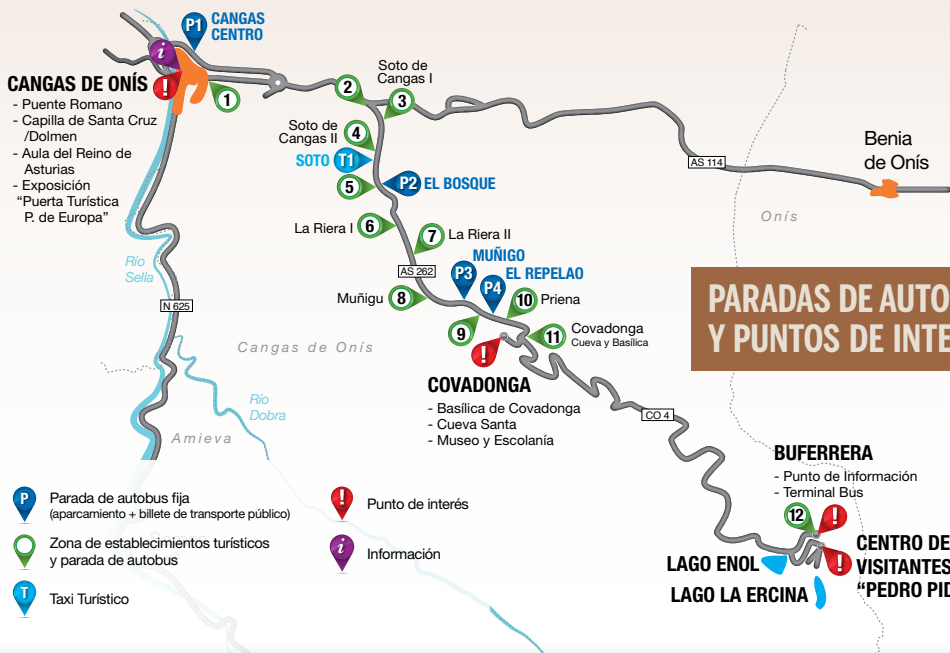 P1
CANGAS
CENTRO
i
!
1
CANGAS DE ONÍS
- Puente Romano
- Capilla de Santa Cruz
/Dolmen
- Aula del Reino de
Asturias
- Exposición
“Puerta Turística
P. de Europa”
2
Soto de
Cangas I
3
Soto de
Cangas II
4
SOTO
T1
5
P2
EL BOSQUE
La Riera I
6
7
La Riera II
AS 262
AS 114
Benia
de Onís
Onís
MUÑIGO
P3
EL REPELAO
P4
Muñigu
8
9
10
Priena
11
Covadonga
Cueva y Basílica
!
COVADONGA
- Basílica de Covadonga
- Cueva Santa
- Museo y Escolanía
PARADAS DE AUTO
Y PUNTOS DE INTE
Río
Sella
N 625
Cangas de Onís
Río
Dobra
Amieva
CO 4
BUFERRERA
- Punto de Información
- Terminal Bus
12
!
!
LAGO ENOL
LAGO LA ERCINA
CENTRO DE
VISITANTES
“PEDRO PID
P
Parada de autobus fija
(aparcamiento + billete de transporte público)
Zona de establecimientos turísticos
y parada de autobus
T
Taxi Turístico
!
Punto de interés
i
Información